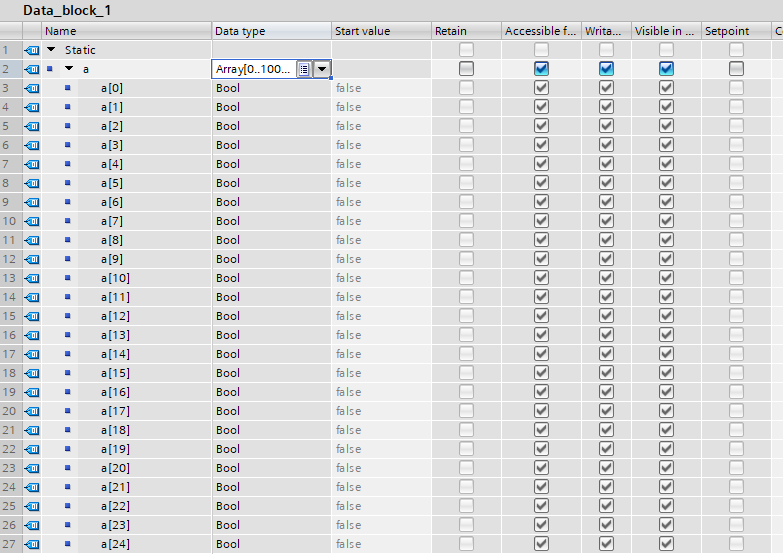 Data_block_1
Name Data type Start value Retain Accessible f... Writa... Visible in ... Setpoint C
1 Static
2 a Array[0..100...
3 a[0] Bool false
4 a[1] Bool false
5 a[2] Bool false
6 a[3] Bool false
7 a[4] Bool false
8 a[5] Bool false
9 a[6] Bool false
10 a[7] Bool false
11 a[8] Bool false
12 a[9] Bool false
13 a[10] Bool false
14 a[11] Bool false
15 a[12] Bool false
16 a[13] Bool false
17 a[14] Bool false
18 a[15] Bool false
19 a[16] Bool false
20 a[17] Bool false
21 a[18] Bool false
22 a[19] Bool false
23 a[20] Bool false
24 a[21] Bool false
25 a[22] Bool false
26 a[23] Bool false
27 a[24] Bool false